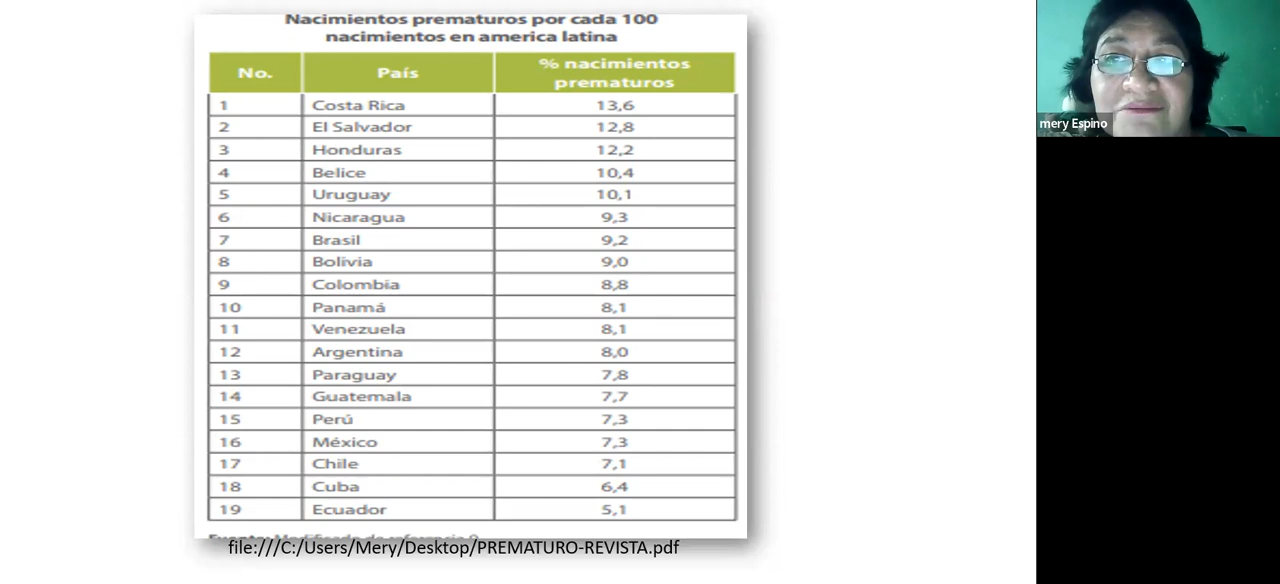 Nacimientos prematuros por cada 100
nacimientos en america latina
No. País % nacimientos prematuros
1 Costa Rica 13,6
2 El Salvador 12,8
3 Honduras 12,2
4 Belice 10,4
5 Uruguay 10,1
6 Nicaragua 9,3
7 Brasil 9,2
8 Bolivia 9,0
9 Colombia 8,8
10 Panamá 8,1
11 Venezuela 8,1
12 Argentina 8,0
13 Paraguay 7,8
14 Guatemala 7,7
15 Perú 7,3
16 México 7,3
17 Chile 7,1
18 Cuba 6,4
19 Ecuador 5,1
file:///C:/Users/Mery/Desktop/PREMATURO-REVISTA.pdf
mery Espino